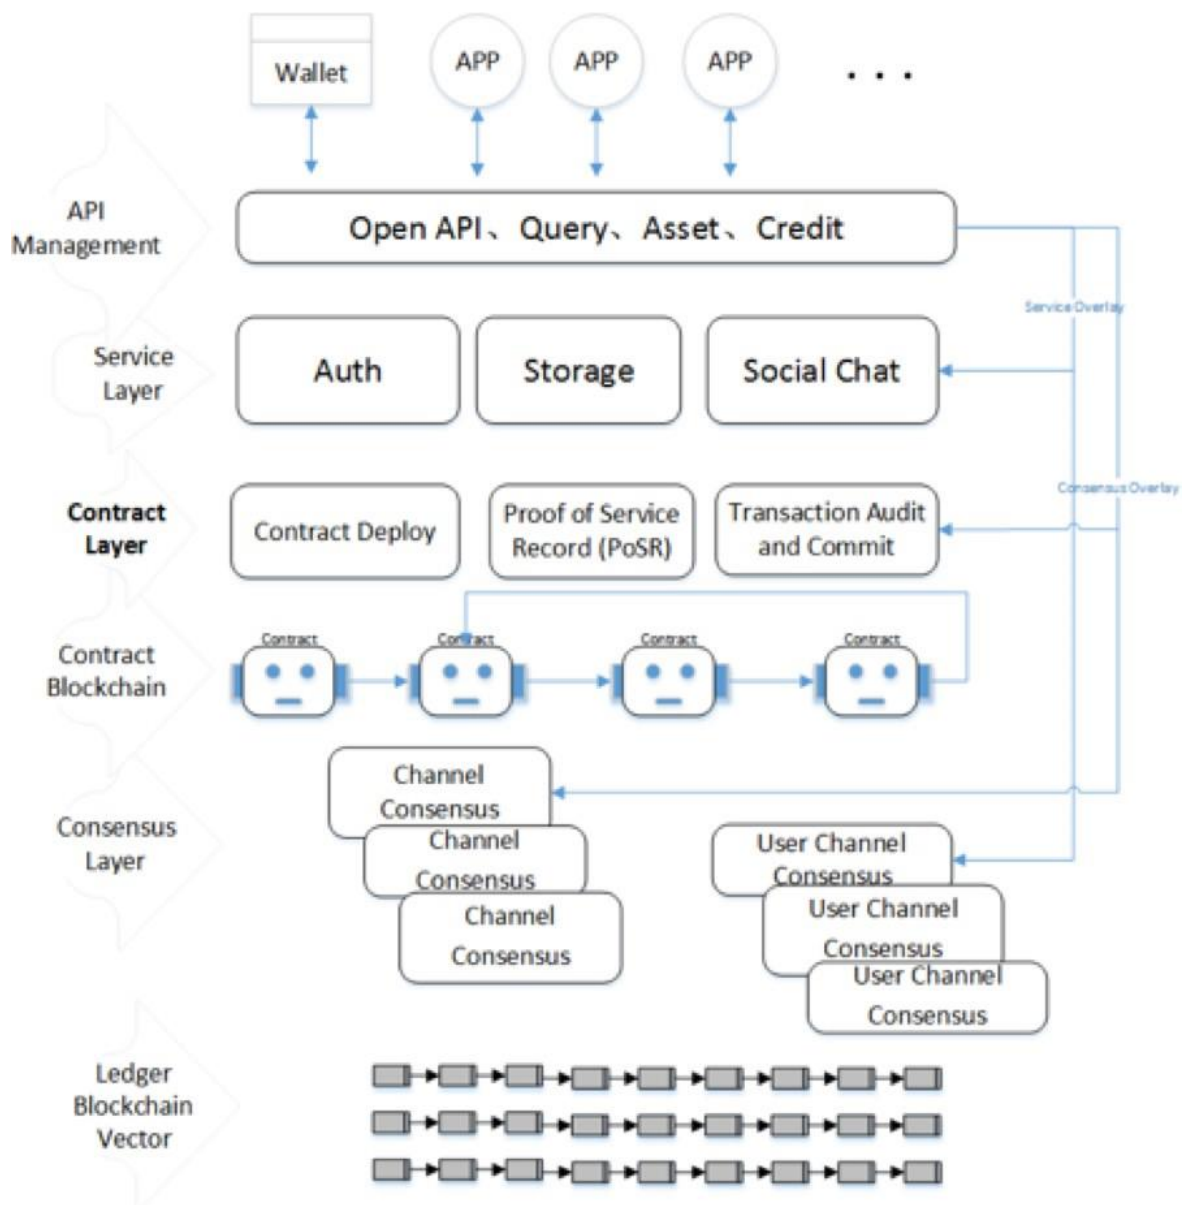 Wallet
APP
APP
APP
. . .
API
Management
Open API、Query、Asset、Credit
Service Overlay
Service
Layer
Auth
Storage
Social Chat
Consensus Overlay
Contract
Layer
Contract Deploy
Proof of Service
Record (PoSR)
Transaction Audit
and Commit
Contract
Blockchain
Contract
Contract
Contract
Contract
Consensus
Layer
Channel
Consensus
Channel
Consensus
Channel
Consensus
User Channel
Consensus
User Channel
Consensus
User Channel
Consensus
Ledger
Blockchain
Vector